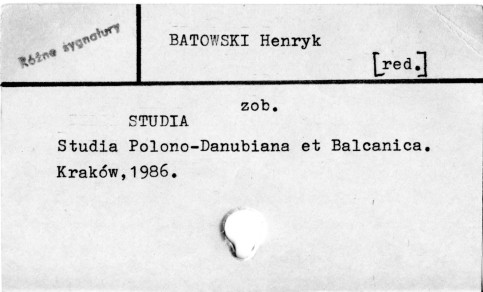 Różne sygnatury
BATOWSKI Henryk
[red.]
zob.
STUDIA
Studia Polono-Danubiana et Balcanica.
Kraków,1986.